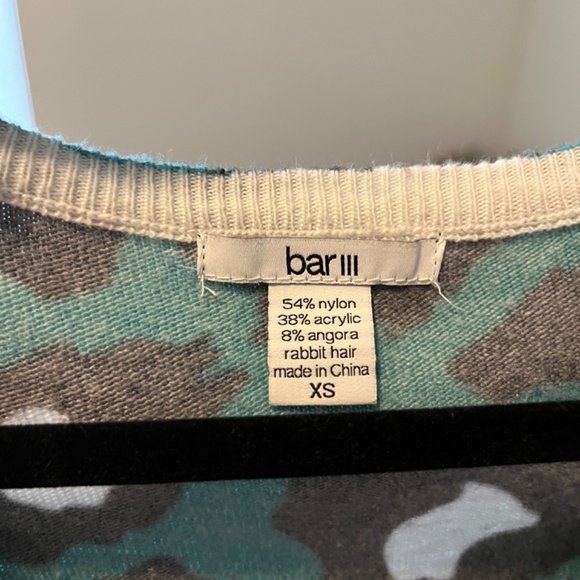 bar III
54% nylon
38% acrylic
8% angora
rabbit hair
made in China
XS